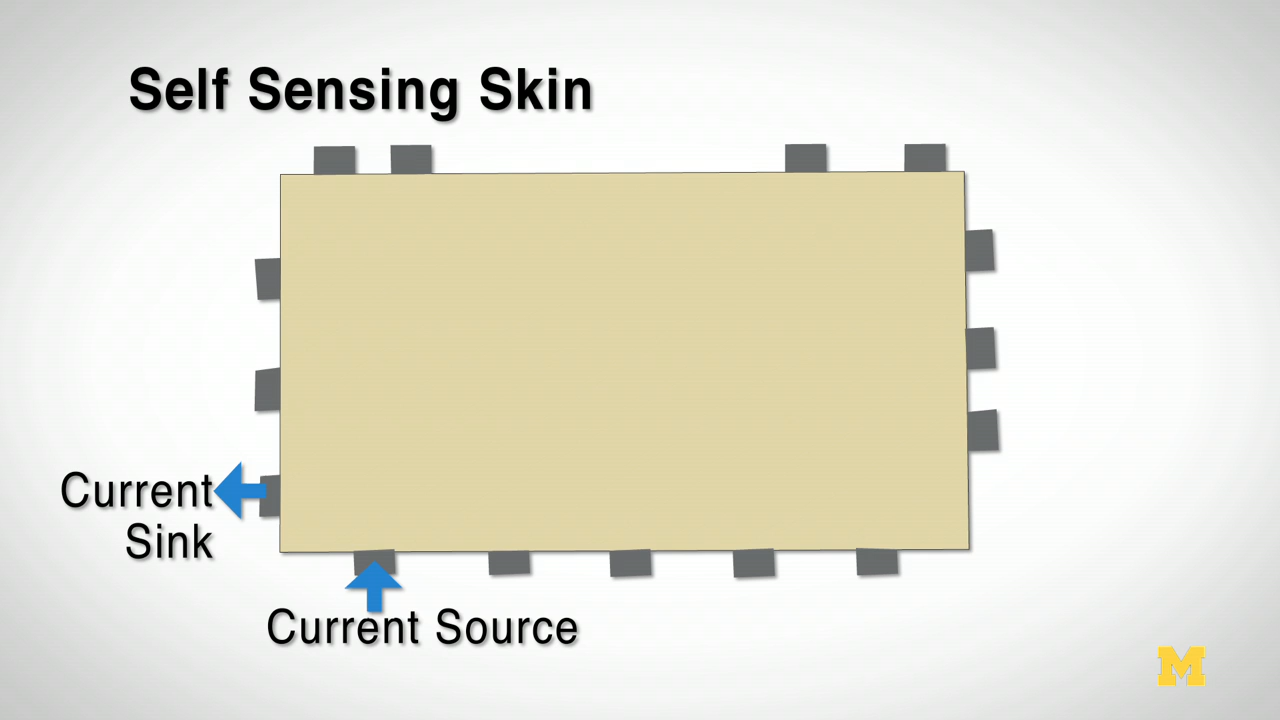 Self Sensing Skin
Current
Sink
Current Source
M